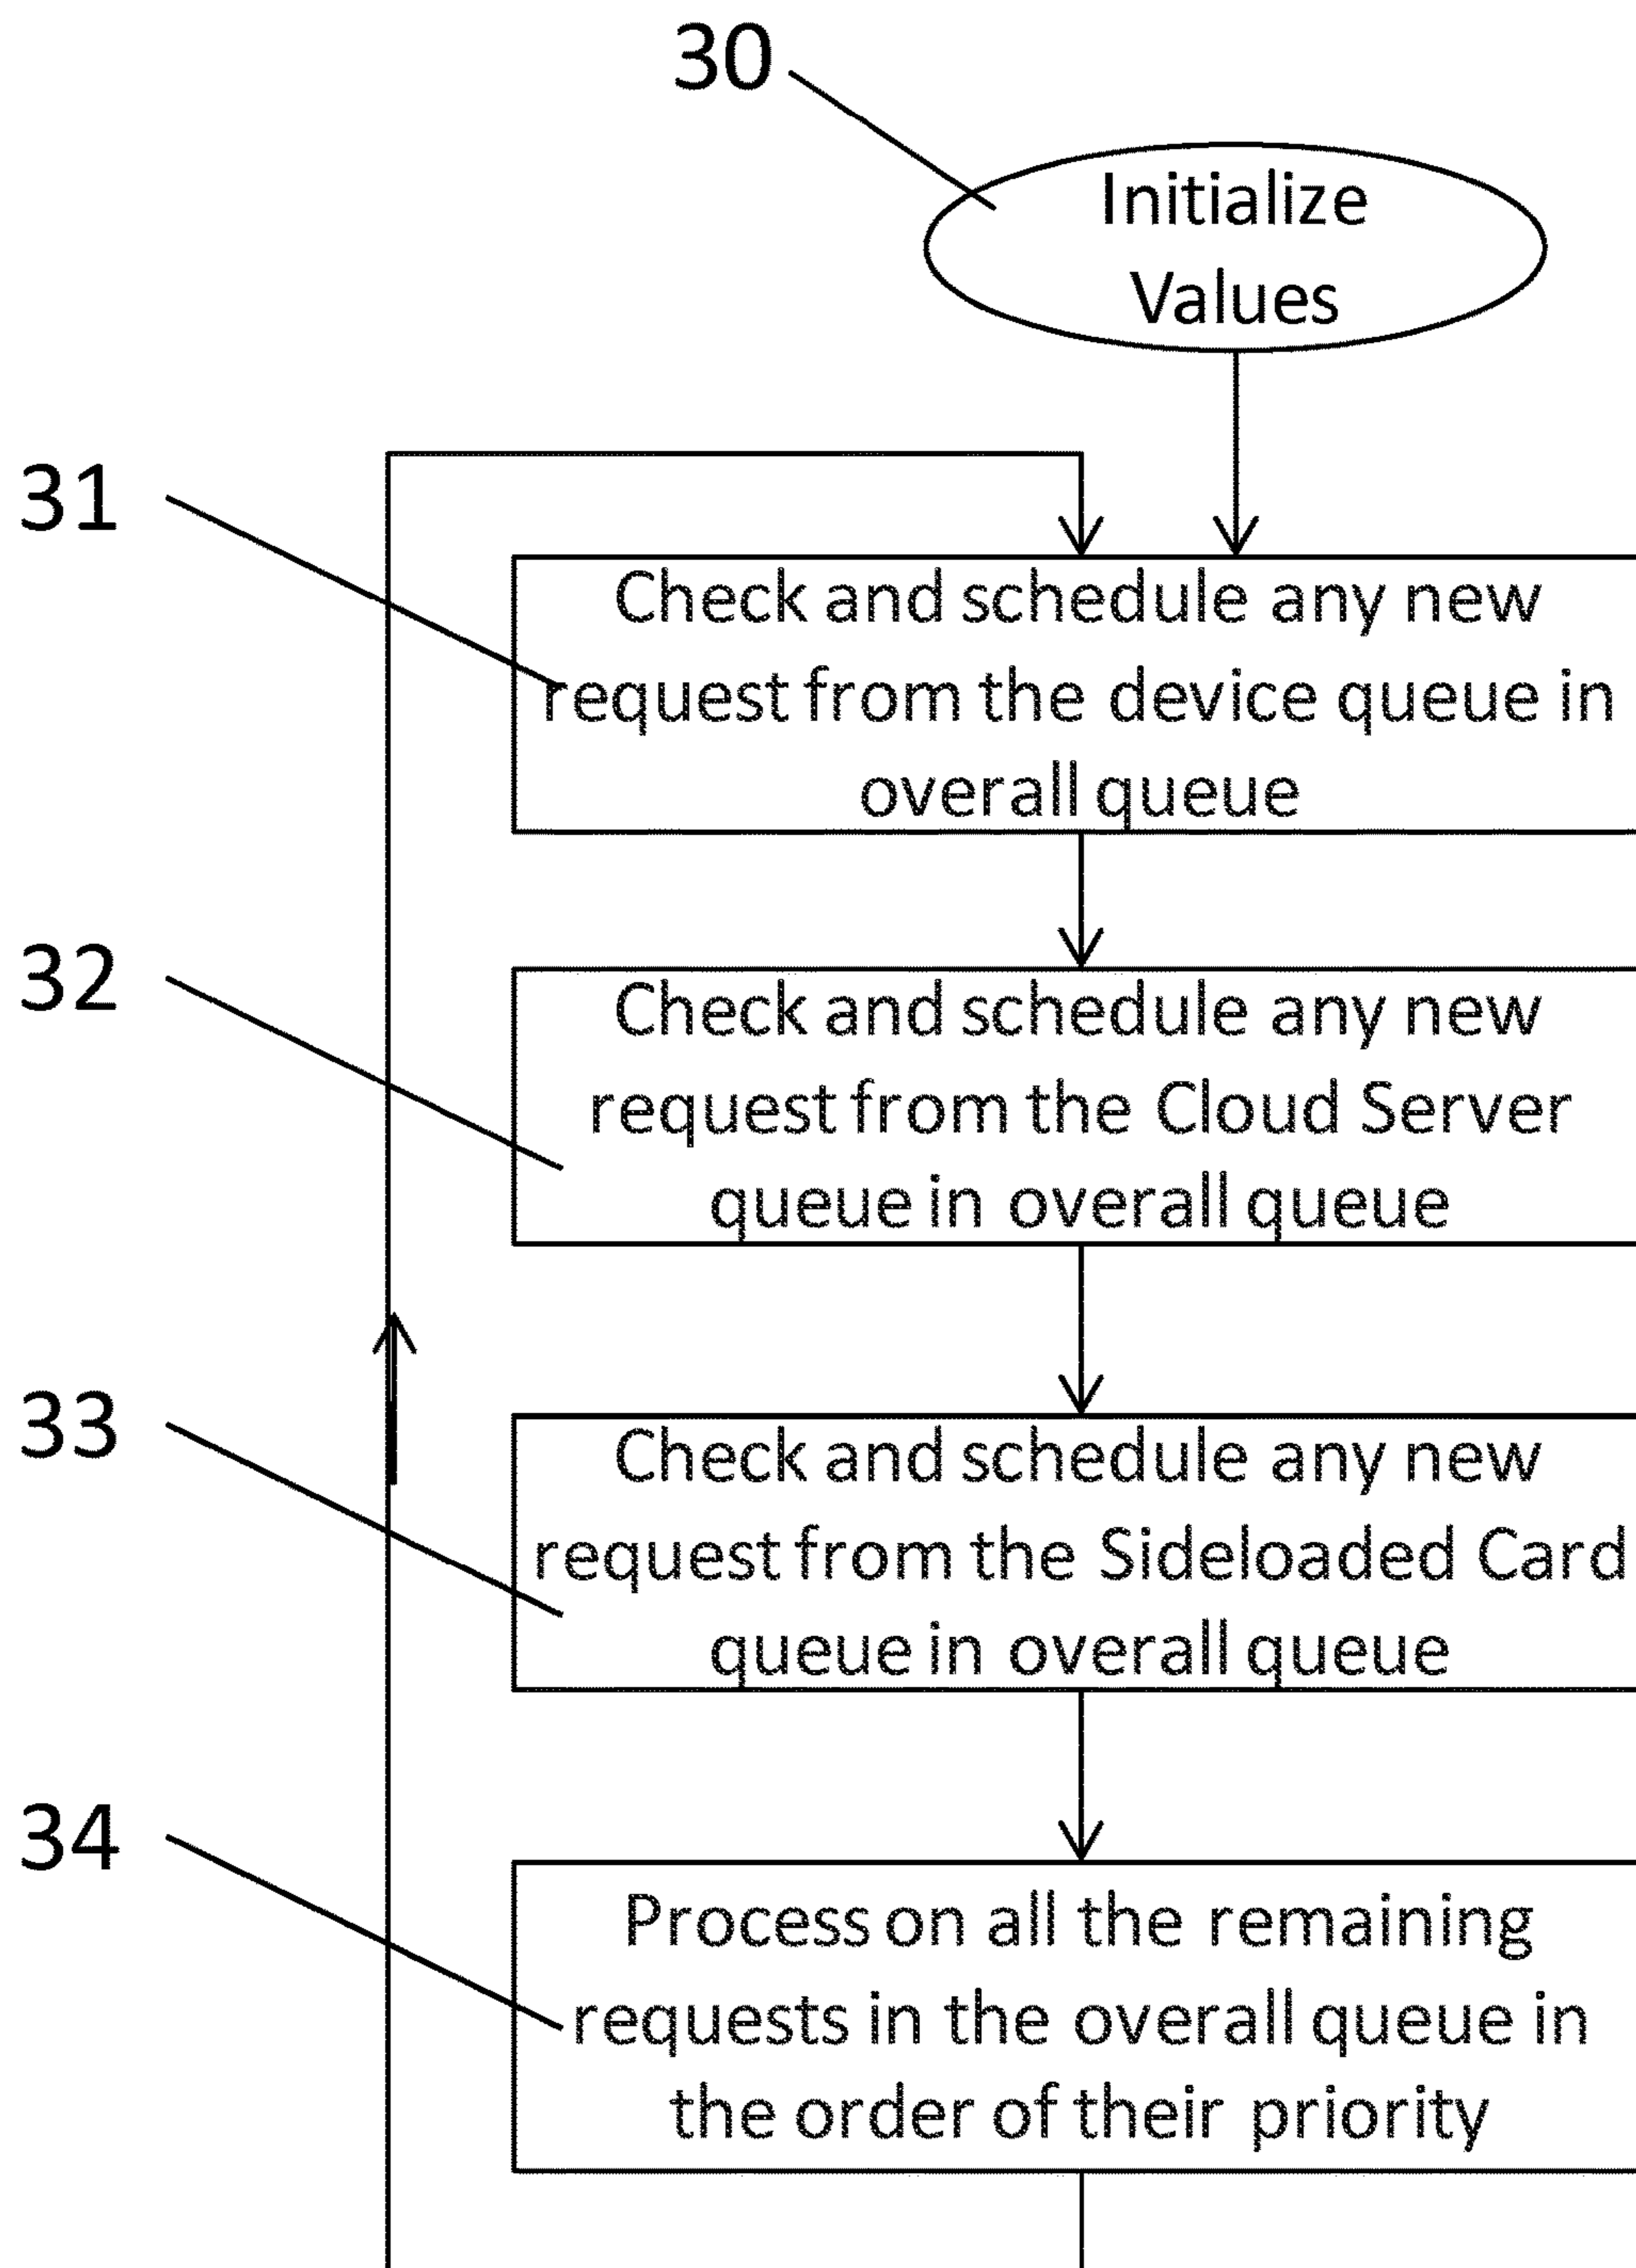 30
Initialize
Values
31
Check and schedule any new
request from the device queue in
overall queue
32
Check and schedule any new
request from the Cloud Server
queue in overall queue
33
Check and schedule any new
request from the Sideloaded Card
queue in overall queue
34
Process on all the remaining
requests in the overall queue in
the order of their priority